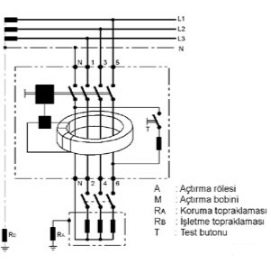 L1
L2
L3
N
N 1 3 5
T
N 2 4 6
RB
RA
A : Açtırma rölesi
M : Açtırma bobini
RA : Koruma topraklaması
RB : İşletme topraklaması
T : Test butonu